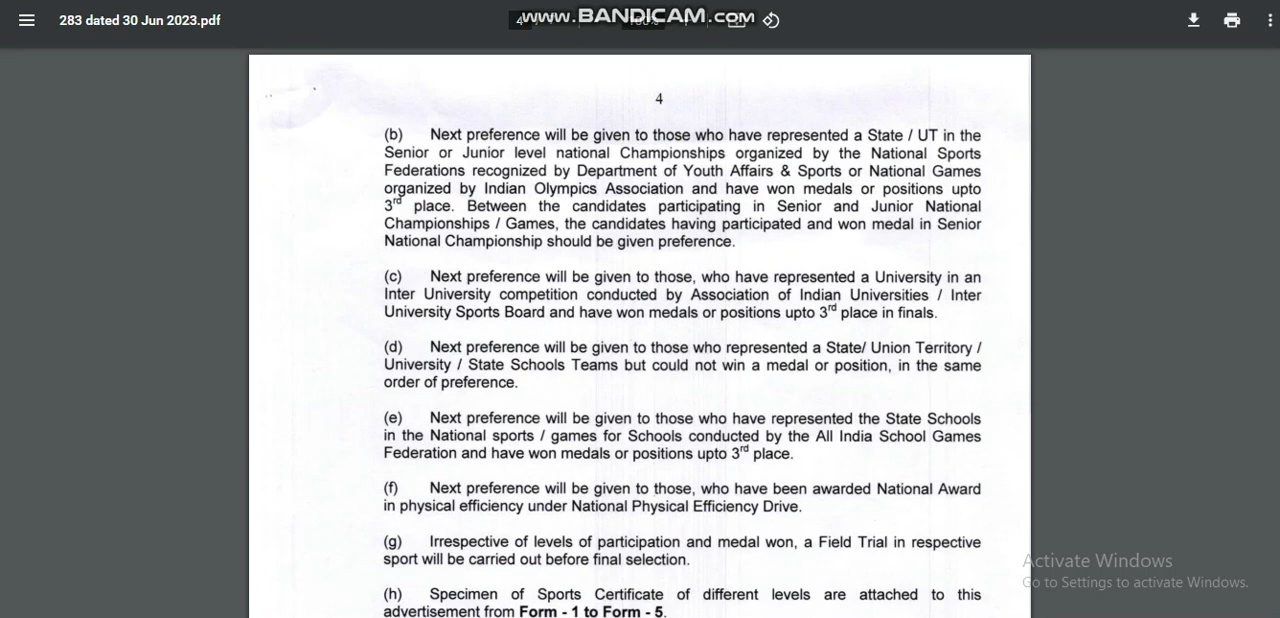 283 dated 30 Jun 2023.pdf
4
www.BANDICAM.com
100%
4
(b) Next preference will be given to those who have represented a State / UT in the
Senior or Junior level national Championships organized by the National Sports
Federations recognized by Department of Youth Affairs & Sports or National Games
organized by Indian Olympics Association and have won medals or positions upto
3rd place. Between the candidates participating in Senior and Junior National
Championships / Games, the candidates having participated and won medal in Senior
National Championship should be given preference.
(c) Next preference will be given to those, who have represented a University in an
Inter University competition conducted by Association of Indian Universities / Inter
University Sports Board and have won medals or positions upto 3rd place in finals.
(d) Next preference will be given to those who represented a State/ Union Territory /
University / State Schools Teams but could not win a medal or position, in the same
order of preference.
(e) Next preference will be given to those who have represented the State Schools
in the National sports / games for Schools conducted by the All India School Games
Federation and have won medals or positions upto 3rd place.
(f) Next preference will be given to those, who have been awarded National Award
in physical efficiency under National Physical Efficiency Drive.
(g) Irrespective of levels of participation and medal won, a Field Trial in respective
sport will be carried out before final selection.
(h) Specimen of Sports Certificate of different levels are attached to this
advertisement from Form - 1 to Form - 5.
Activate Windows
Go to Settings to activate Windows.